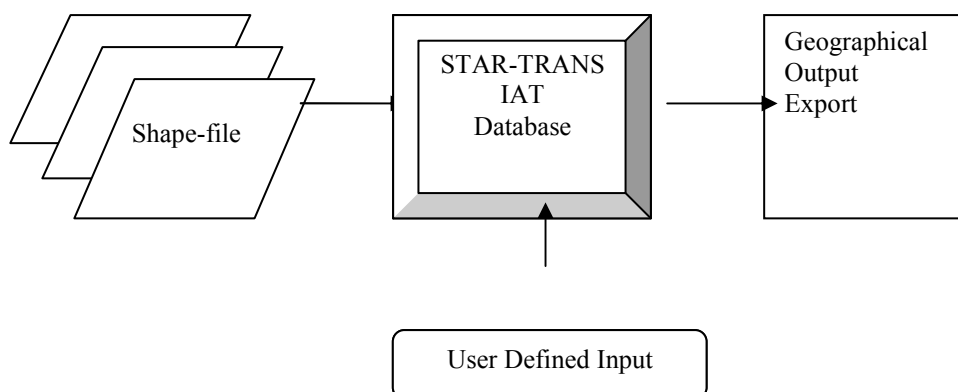 Shape-file
STAR-TRANS
IAT
Database
Geographical
Output
Export
User Defined Input